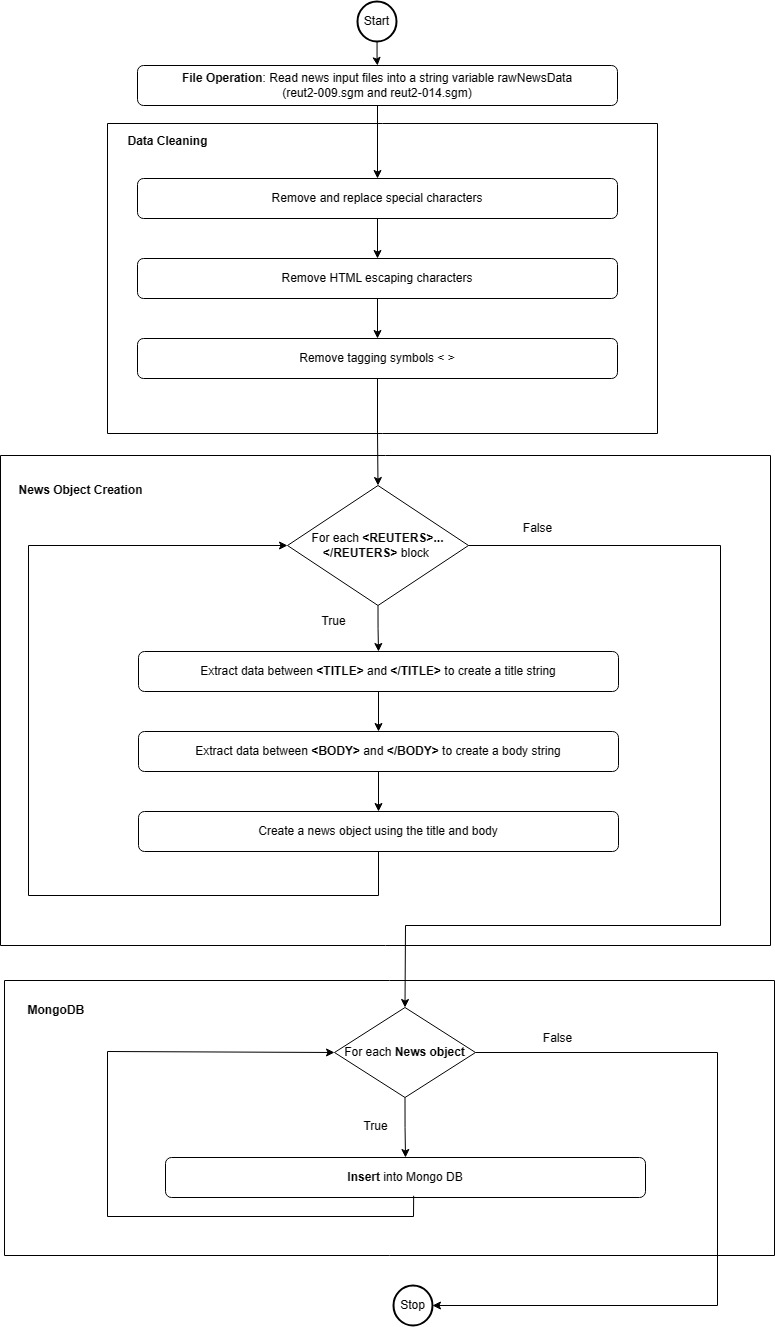 Start
File Operation: Read news input files into a string variable rawNewsData
(reut2-009.sgm and reut2-014.sgm)
Data Cleaning
Remove and replace special characters
Remove HTML escaping characters
Remove tagging symbols < >
News Object Creation
For each <REUTERS>...
</REUTERS> block
False
True
Extract data between <TITLE> and </TITLE> to create a title string
Extract data between <BODY> and </BODY> to create a body string
Create a news object using the title and body
MongoDB
For each News object
False
True
Insert into Mongo DB
Stop